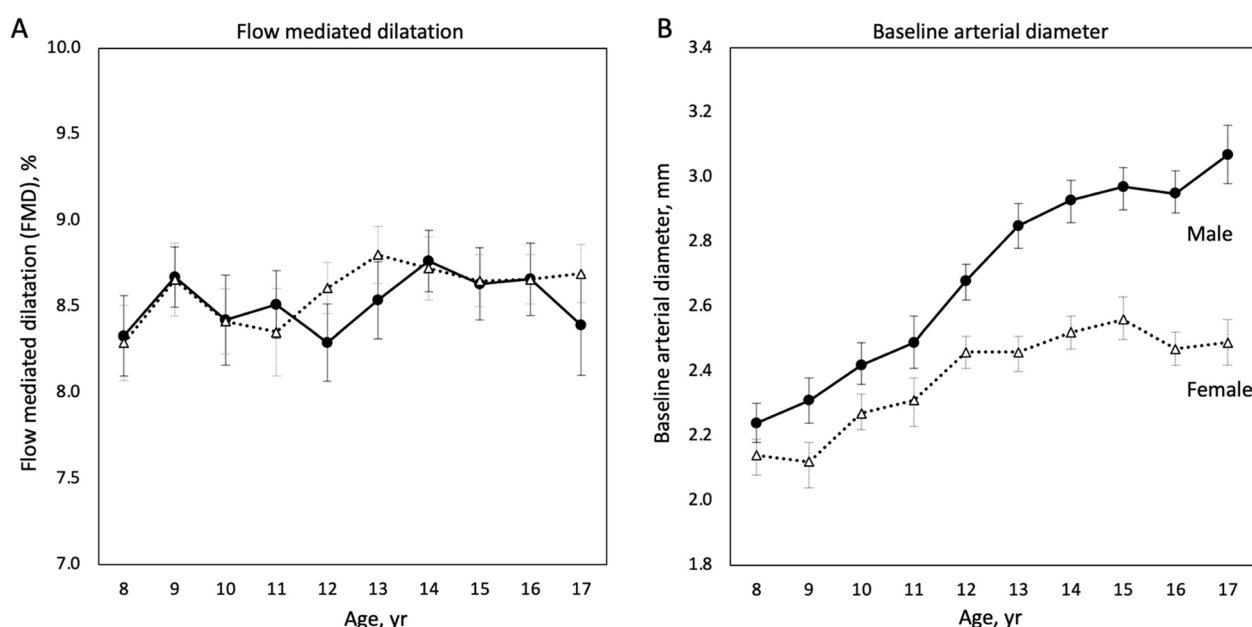 A
Flow mediated dilatation
Flow mediated dilatation (FMD), %
10.0
9.5
9.0
8.5
8.0
7.5
7.0
8 9 10 11 12 13 14 15 16 17
Age, yr
B
Baseline arterial diameter
Baseline arterial diameter, mm
3.4
3.2
3.0
2.8
2.6
2.4
2.2
2.0
1.8
Male
Female
8 9 10 11 12 13 14 15 16 17
Age, yr